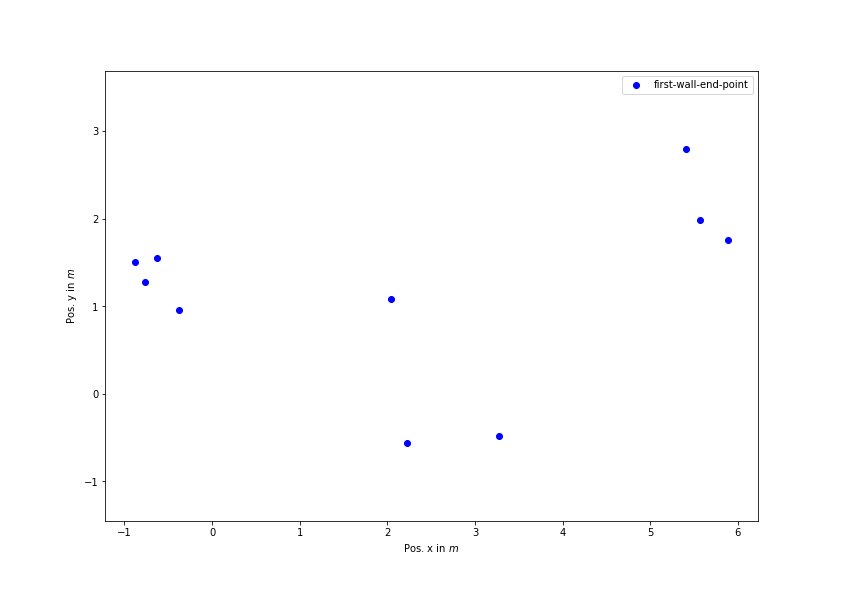 first-wall-end-point
3
2
1
0
−1
Pos. y in m
−1 0 1 2 3 4 5 6
Pos. x in m